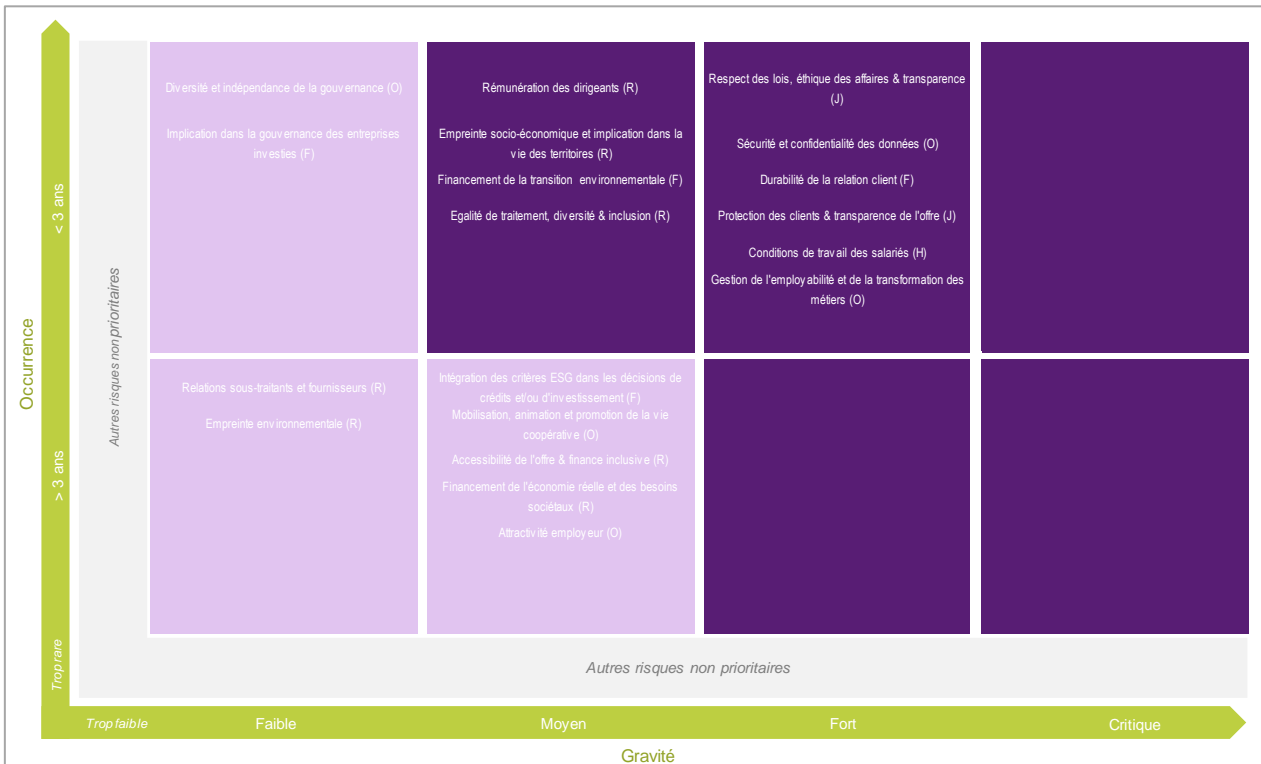 Occurrence
< 3 ans
> 3 ans
Trop rare
Autres risques non prioritaires
Diversité et indépendance de la gouvernance (O)
Implication dans la gouvernance des entreprises
investies (F)
Rémunération des dirigeants (R)
Empreinte socio-économique et implication dans la
vie des territoires (R)
Financement de la transition environnementale (F)
Egalité de traitement, diversité & inclusion (R)
Respect des lois, éthique des affaires & transparence
(J)
Sécurité et confidentialité des données (O)
Durabilité de la relation client (F)
Protection des clients & transparence de l'offre (J)
Conditions de travail des salariés (H)
Gestion de l'employabilité et de la transformation des
métiers (O)
Relations sous-traitants et fournisseurs (R)
Empreinte environnementale (R)
Intégration des critères ESG dans les décisions de
crédits et/ou d'investissement (F)
Mobilisation, animation et promotion de la vie
coopérative (O)
Accessibilité de l'offre & finance inclusive (R)
Financement de l'économie réelle et des besoins
sociétaux (R)
Attractivité employeur (O)
Autres risques non prioritaires
Trop faible
Faible
Moyen
Fort
Critique
Gravité